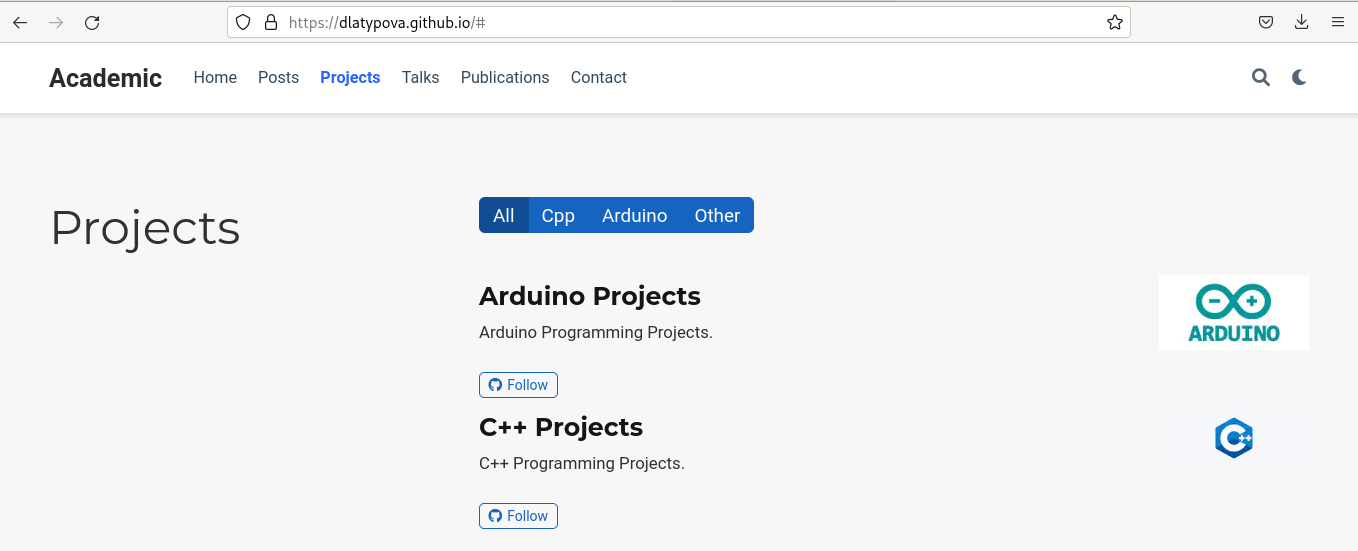 https://dlatypova.github.io/#
Academic Home Posts Projects Talks Publications Contact
Projects
All Cpp Arduino Other
Arduino Projects
Arduino Programming Projects.
ARDUINO
Follow
C++ Projects
C++ Programming Projects.
C++
Follow